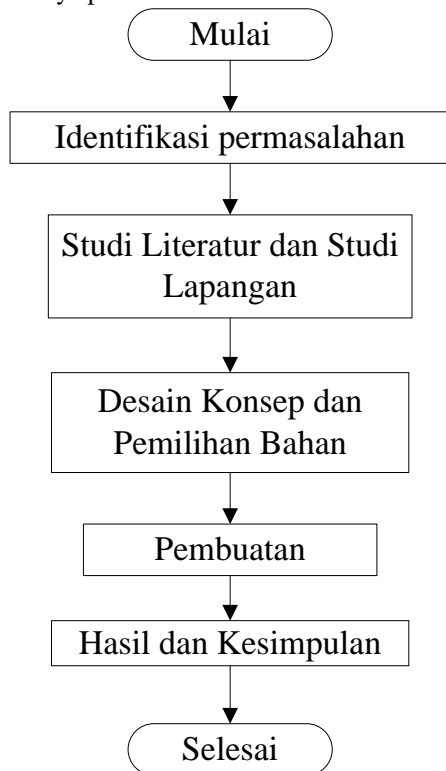 Mulai
Identifikasi permasalahan
Studi Literatur dan Studi
Lapangan
Desain Konsep dan
Pemilihan Bahan
Pembuatan
Hasil dan Kesimpulan
Selesai